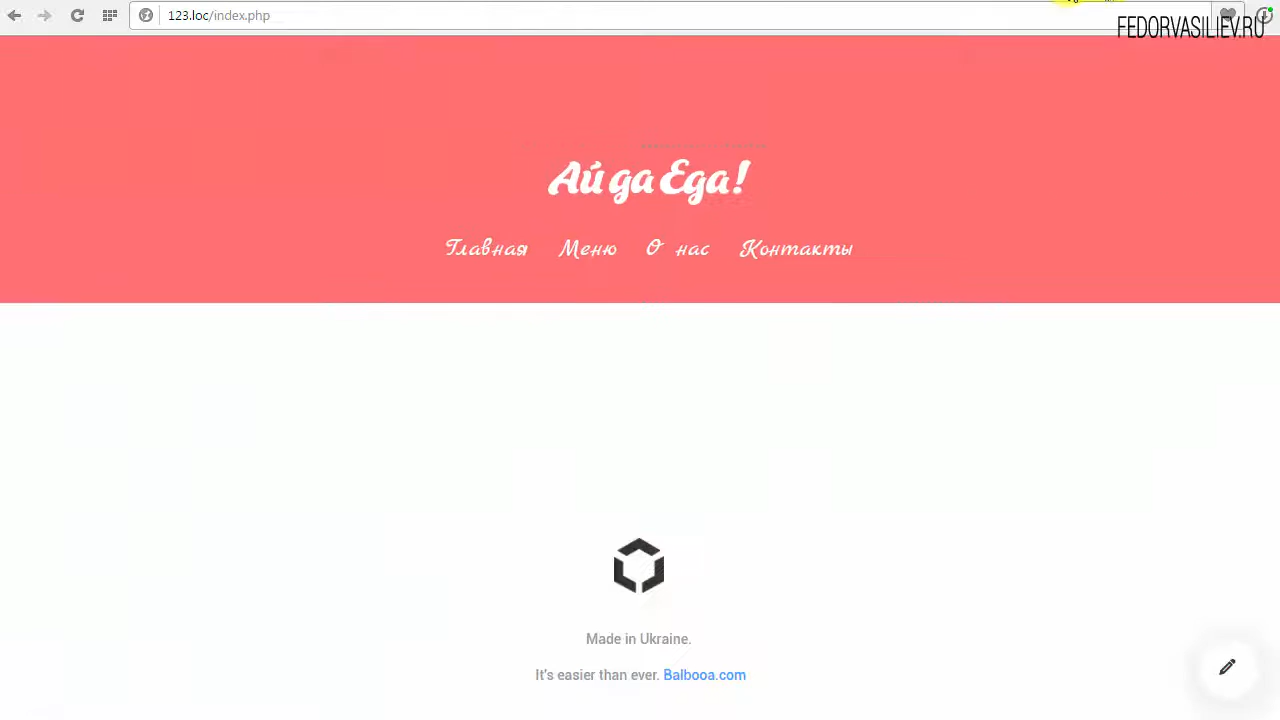 123.loc/index.php
FEDORVASILIEV.RU
Ай да Еда!
Главная Меню О нас Контакты
Made in Ukraine.
It's easier than ever. Balbooa.com